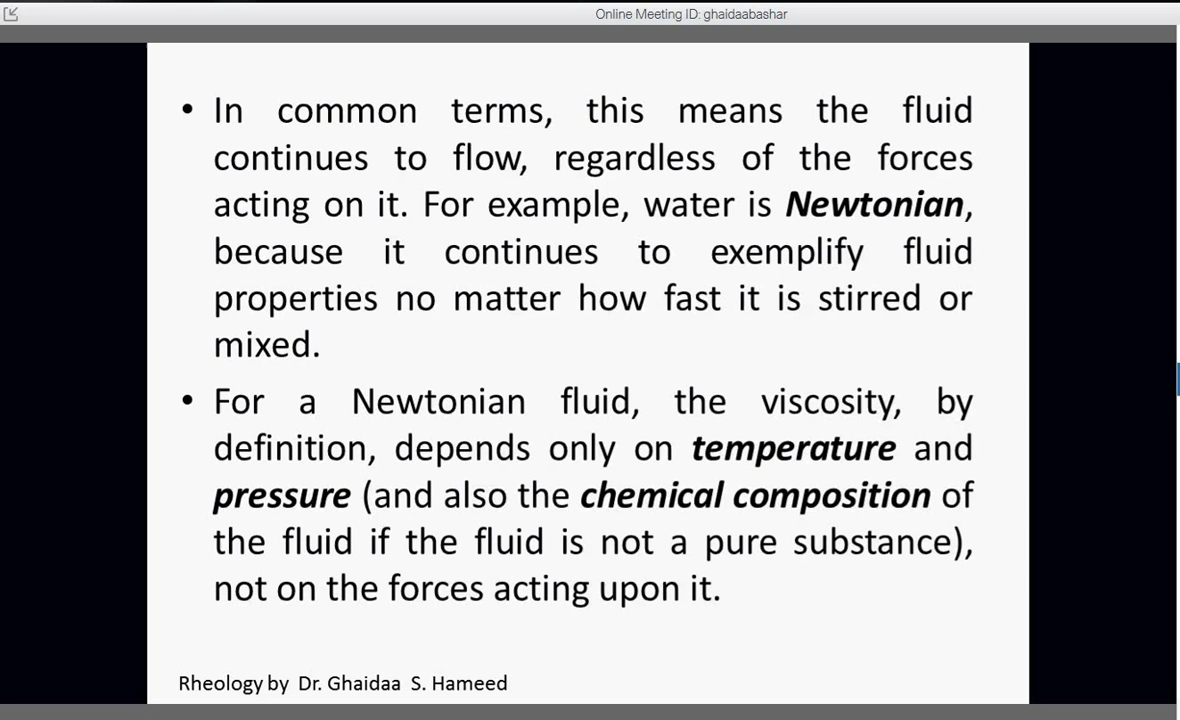 Online Meeting ID: ghaidaabashar
• In common terms, this means the fluid
continues to flow, regardless of the forces
acting on it. For example, water is Newtonian,
because it continues to exemplify fluid
properties no matter how fast it is stirred or
mixed.
• For a Newtonian fluid, the viscosity, by
definition, depends only on temperature and
pressure (and also the chemical composition of
the fluid if the fluid is not a pure substance),
not on the forces acting upon it.
Rheology by Dr. Ghaidaa S. Hameed